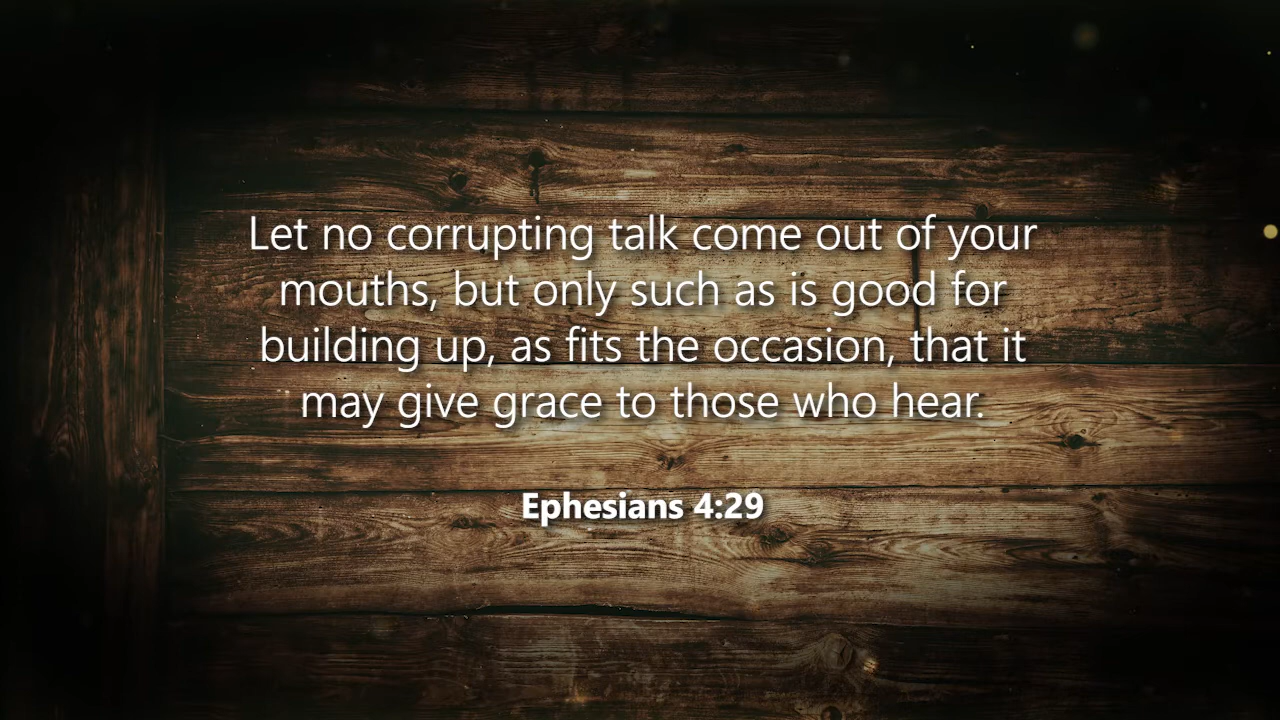 Let no corrupting talk come out of your
mouths, but only such as is good for
building up, as fits the occasion, that it
may give grace to those who hear.
Ephesians 4:29